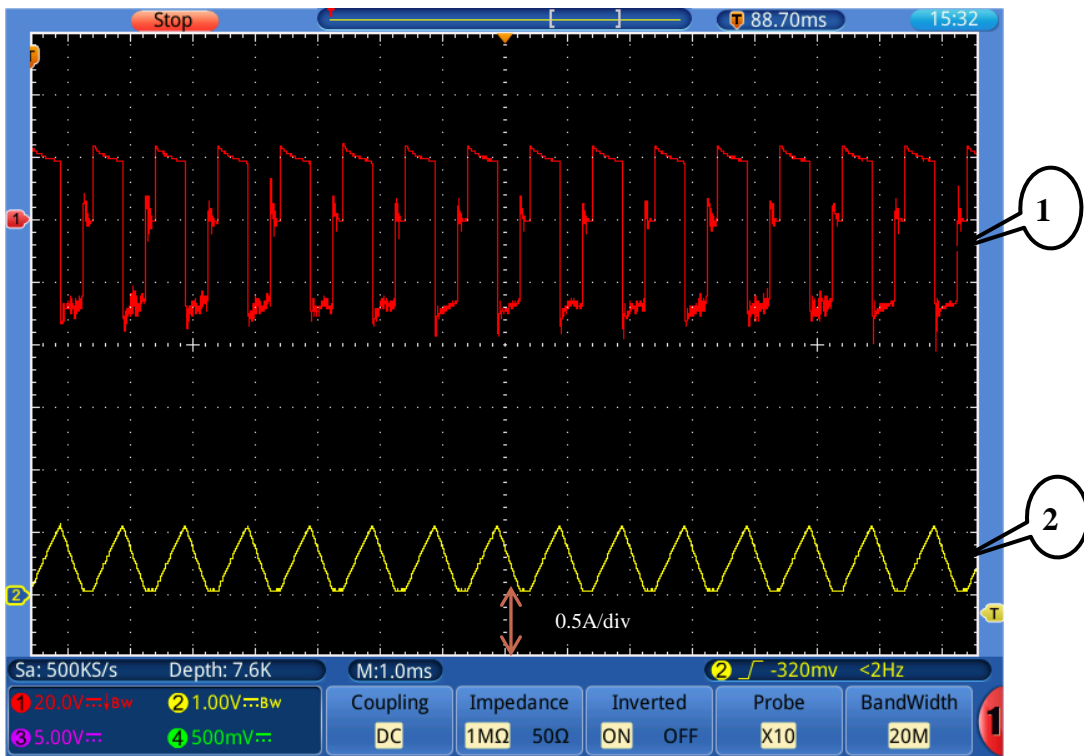 Stop T 88.70ms 15:32
T
1
1
2
2
0.5A/div
T
Sa: 500KS/s Depth: 7.6K M:1.0ms 2 -320mv <2Hz
1 20.0V BW 2 1.00V BW Coupling Impedance Inverted Probe BandWidth
3 5.00V 4 500mV DC 1MΩ 50Ω ON OFF X10 20M
1